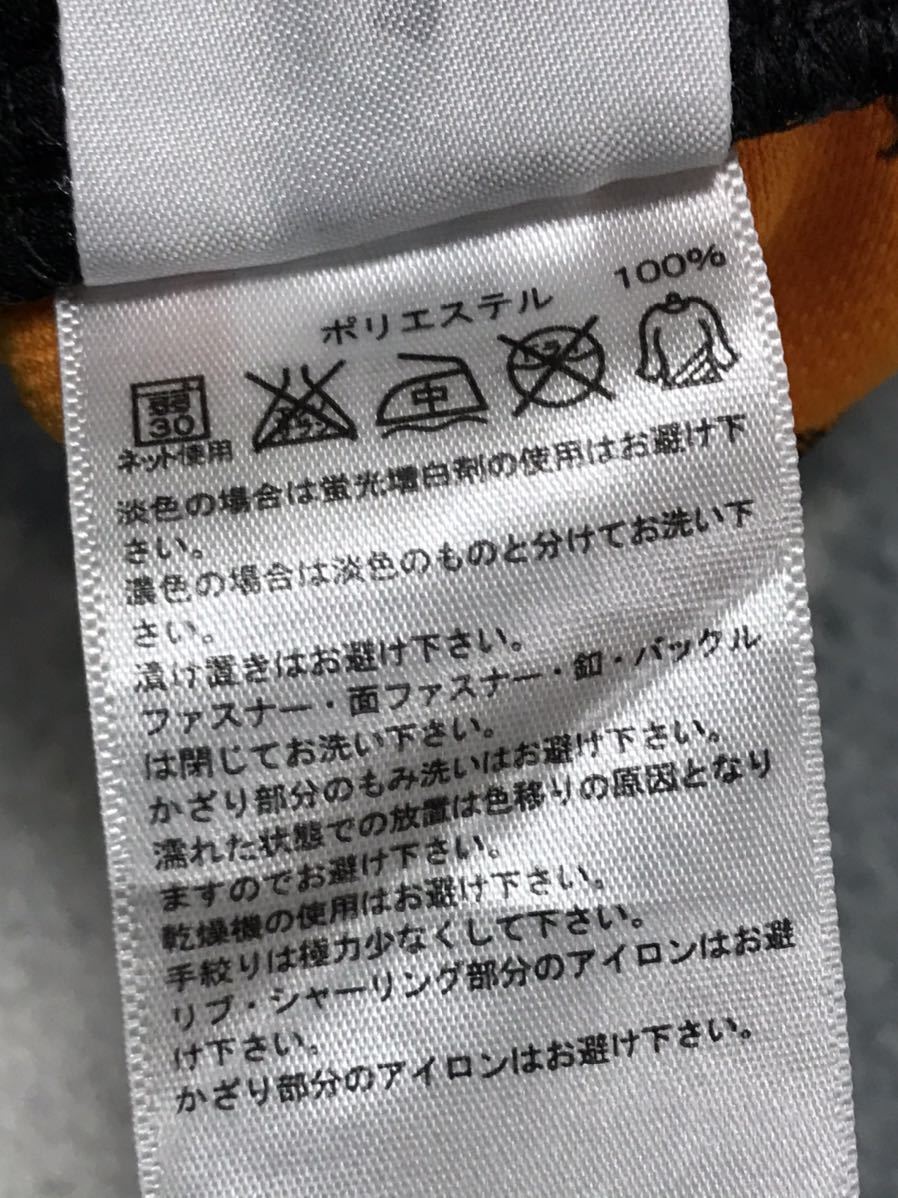 ポリエステル 100%
弱 30 エンソ 中 ドライ
ネット使用
淡色の場合は蛍光増白剤の使用はお避け下
さい。
濃色の場合は淡色のものと分けてお洗い下
さい。
漬け置きはお避け下さい。
ファスナー・面ファスナー・釦・バックル
は閉じてお洗い下さい。
かざり部分のもみ洗いはお避け下さい。
濡れた状態での放置は色移りの原因となり
ますのでお避け下さい。
乾燥機の使用はお避け下さい。
手絞りは極力少なくして下さい。
リブ・シャーリング部分のアイロンはお避
け下さい。
かざり部分のアイロンはお避け下さい。